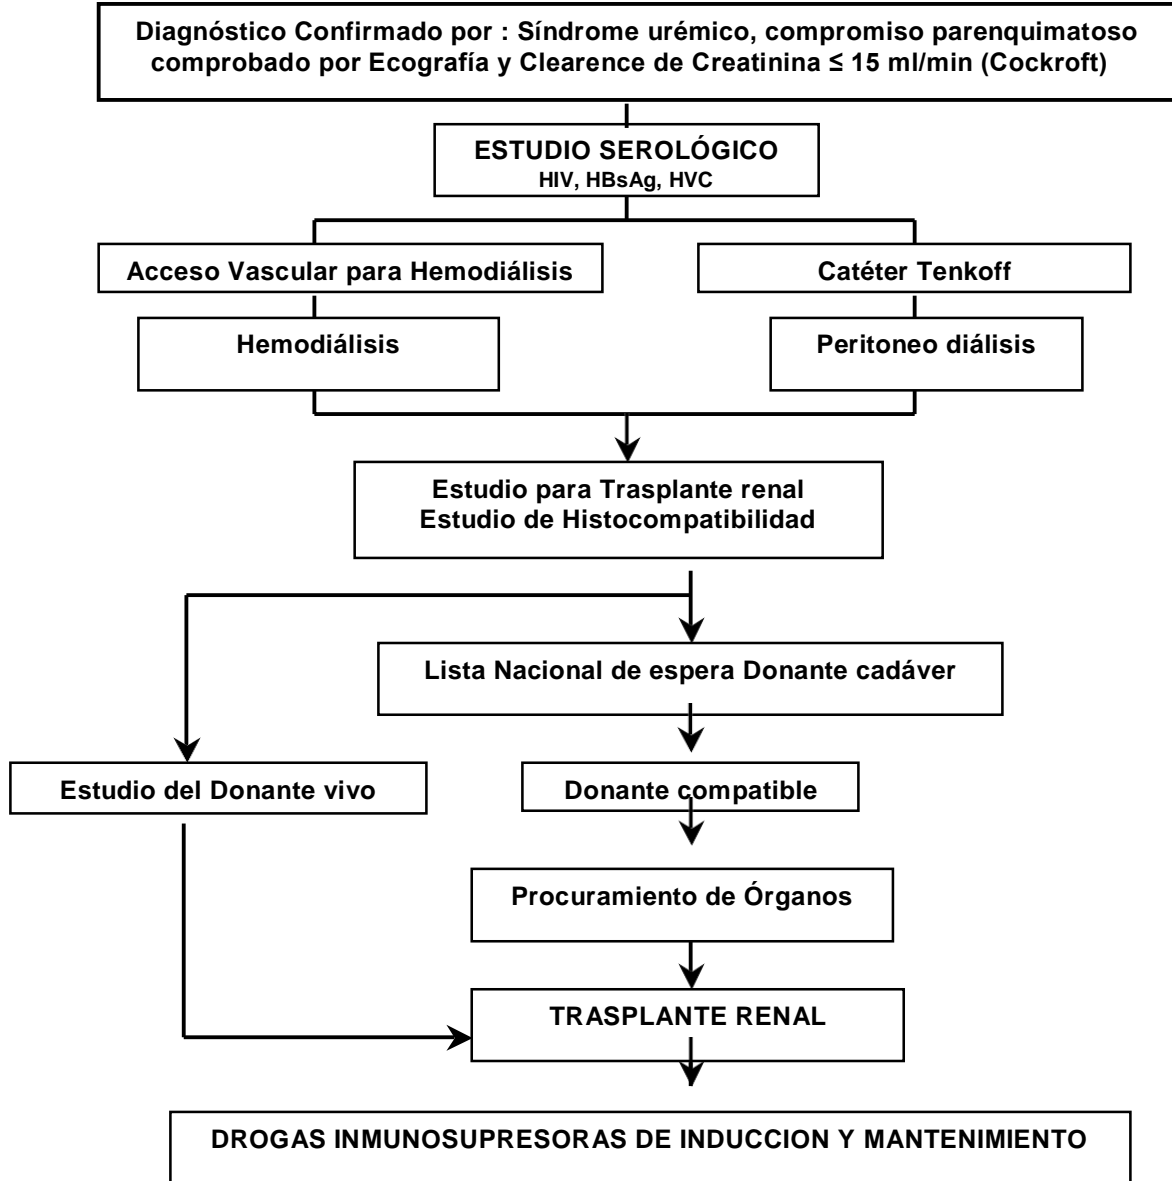 Diagnóstico Confirmado por : Síndrome urémico, compromiso parenquimatoso
comprobado por Ecografía y Clearence de Creatinina ≤ 15 ml/min (Cockroft)
ESTUDIO SEROLÓGICO
HIV, HBsAg, HVC
Acceso Vascular para Hemodiálisis
Catéter Tenkoff
Hemodiálisis
Peritoneo diálisis
Estudio para Trasplante renal
Estudio de Histocompatibilidad
Lista Nacional de espera Donante cadáver
Estudio del Donante vivo
Donante compatible
Procuramiento de Órganos
TRASPLANTE RENAL
DROGAS INMUNOSUPRESORAS DE INDUCCION Y MANTENIMIENTO